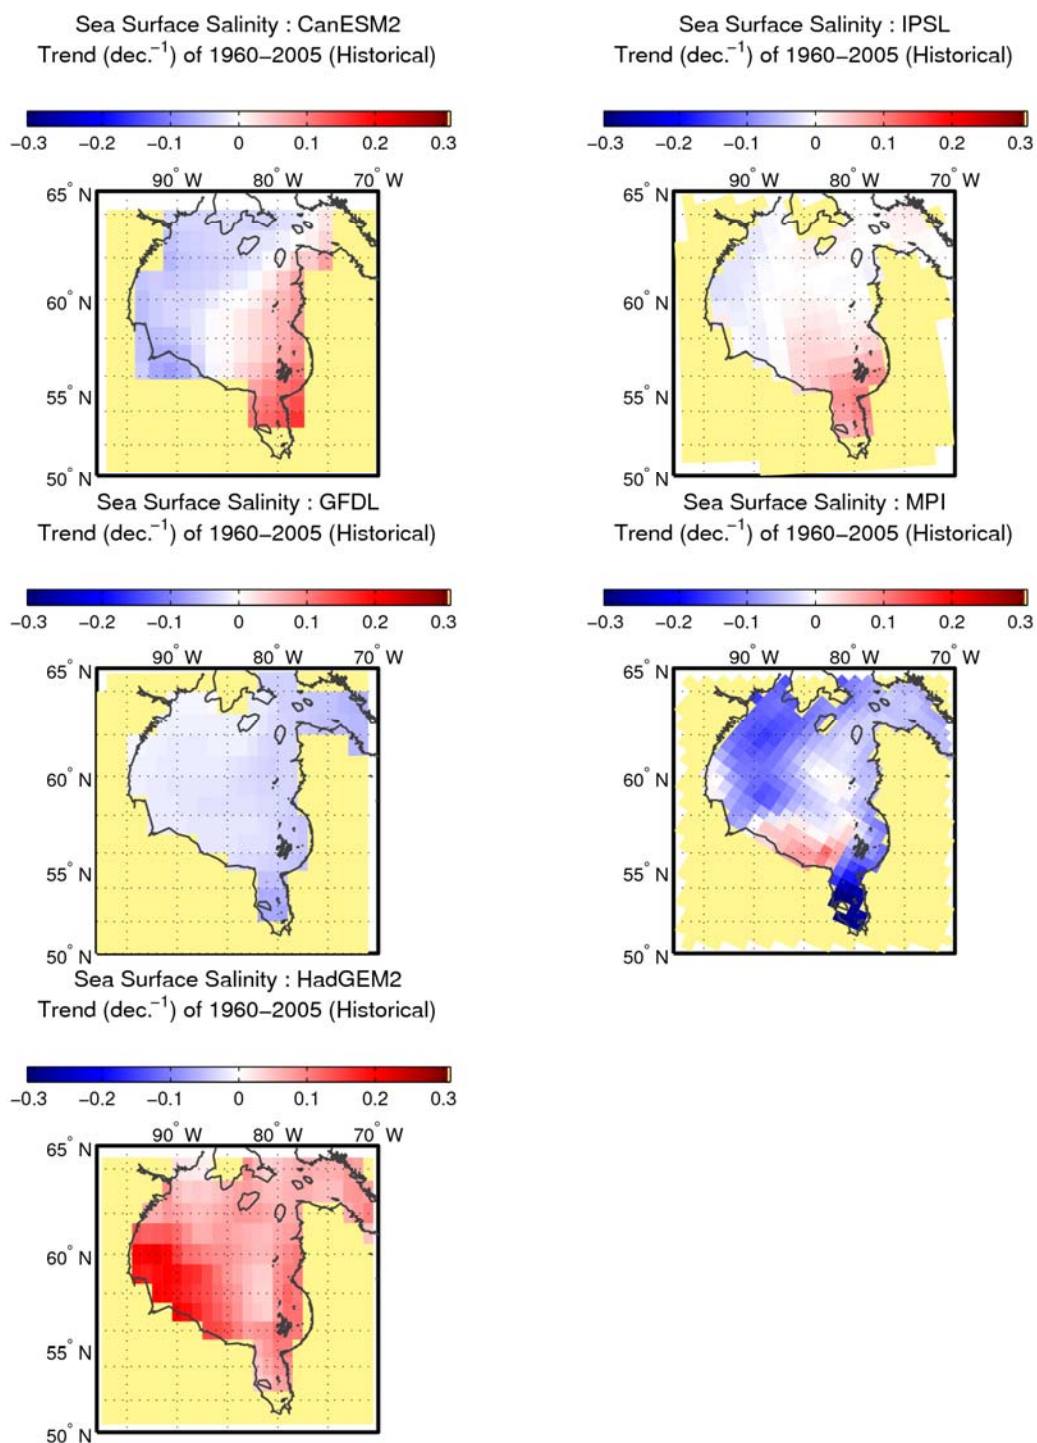 Sea Surface Salinity : CanESM2
Trend (dec.⁻¹) of 1960−2005 (Historical)
−0.3 −0.2 −0.1 0 0.1 0.2 0.3
90° W 80° W 70° W
65° N
60° N
55° N
50° N
Sea Surface Salinity : IPSL
Trend (dec.⁻¹) of 1960−2005 (Historical)
−0.3 −0.2 −0.1 0 0.1 0.2 0.3
90° W 80° W 70° W
65° N
60° N
55° N
50° N
Sea Surface Salinity : GFDL
Trend (dec.⁻¹) of 1960−2005 (Historical)
−0.3 −0.2 −0.1 0 0.1 0.2 0.3
90° W 80° W 70° W
65° N
60° N
55° N
50° N
Sea Surface Salinity : MPI
Trend (dec.⁻¹) of 1960−2005 (Historical)
−0.3 −0.2 −0.1 0 0.1 0.2 0.3
90° W 80° W 70° W
65° N
60° N
55° N
50° N
Sea Surface Salinity : HadGEM2
Trend (dec.⁻¹) of 1960−2005 (Historical)
−0.3 −0.2 −0.1 0 0.1 0.2 0.3
90° W 80° W 70° W
65° N
60° N
55° N
50° N